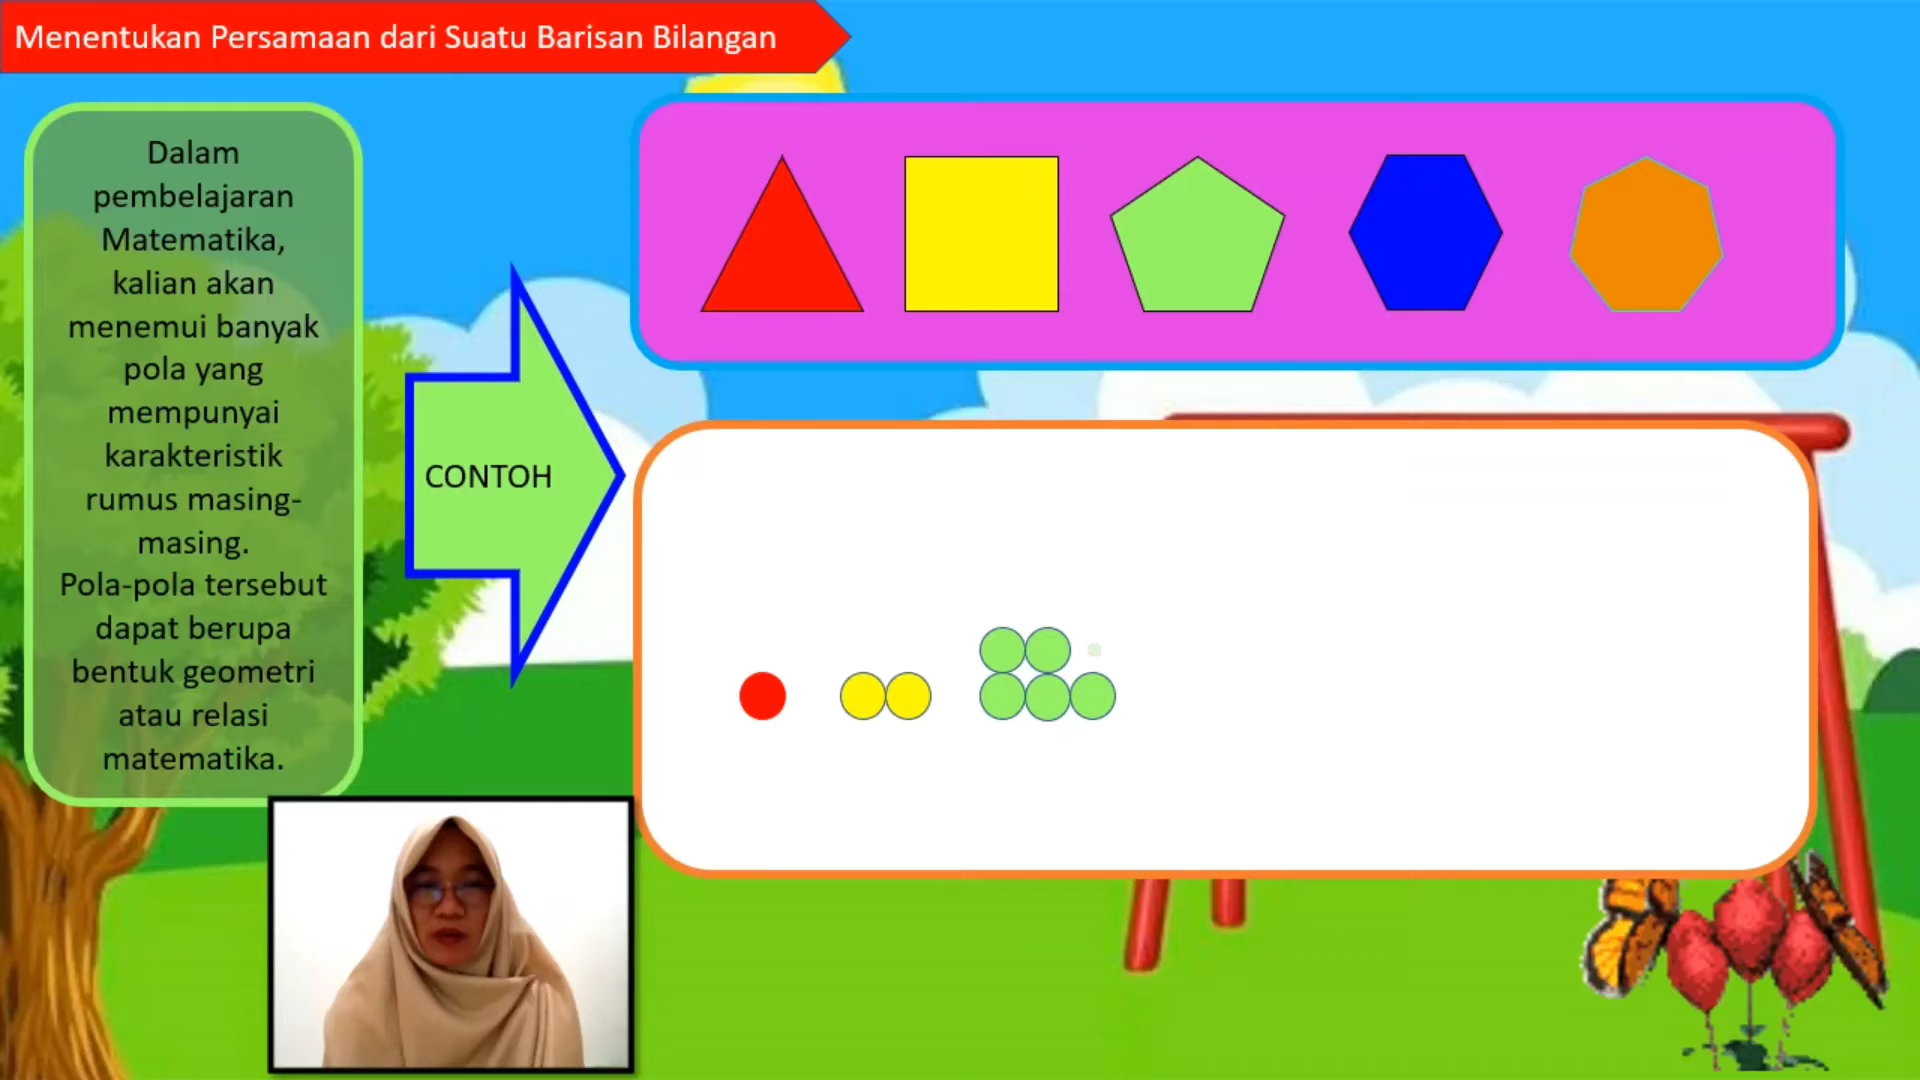 Menentukan Persamaan dari Suatu Barisan Bilangan
Dalam
pembelajaran
Matematika,
kalian akan
menemui banyak
pola yang
mempunyai
karakteristik
rumus masing-
masing.
Pola-pola tersebut
dapat berupa
bentuk geometri
atau relasi
matematika.
CONTOH